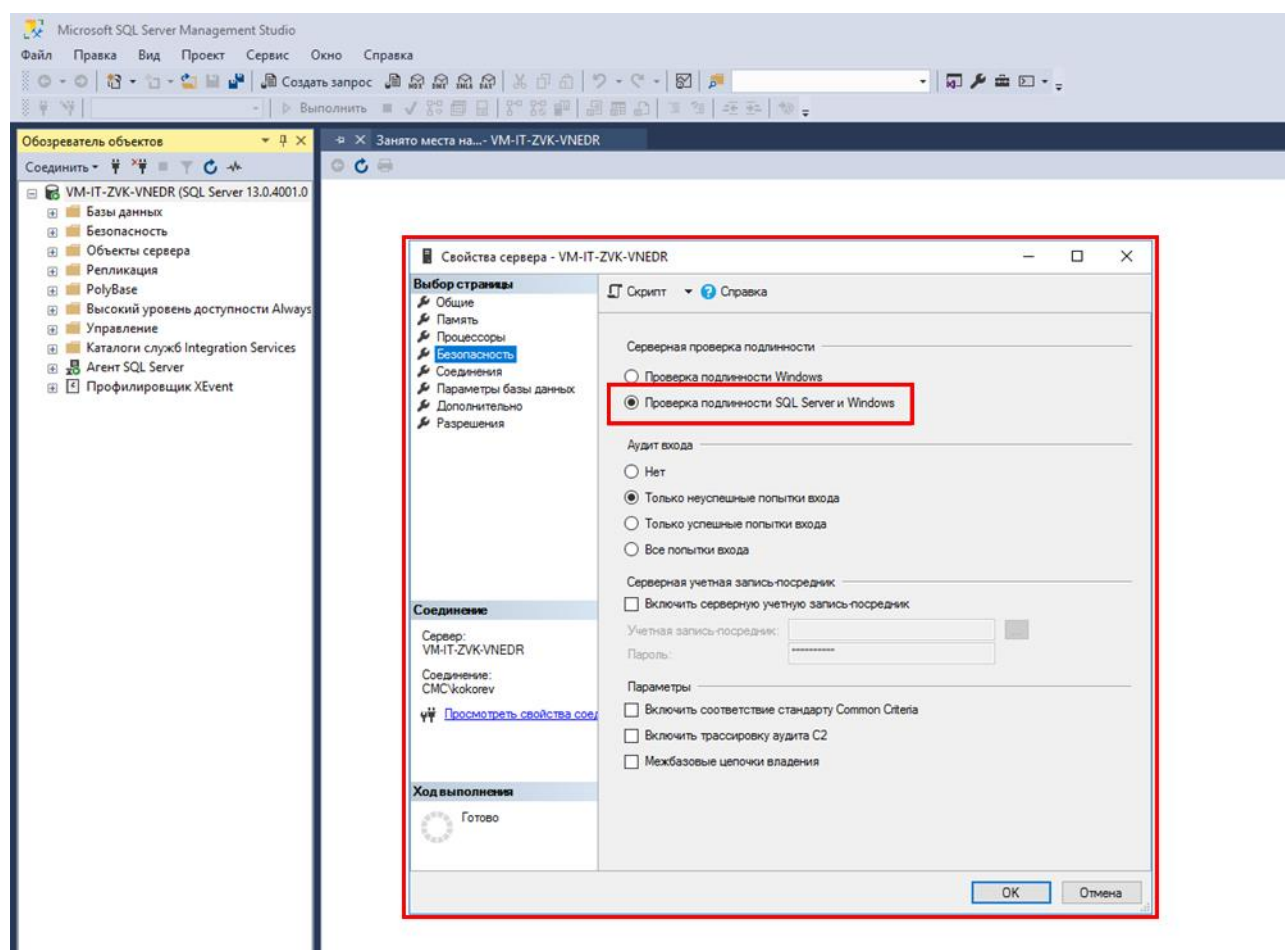 Microsoft SQL Server Management Studio
Файл Правка Вид Проект Сервис Окно Справка
Создать запрос
Выполнить
Обозреватель объектов
Занято места на...- VM-IT-ZVK-VNEDR
Соединить
VM-IT-ZVK-VNEDR (SQL Server 13.0.4001.0
Базы данных
Безопасность
Объекты сервера
Репликация
PolyBase
Высокий уровень доступности Always
Управление
Каталоги служб Integration Services
Агент SQL Server
Профилировщик XEvent
Свойства сервера - VM-IT-ZVK-VNEDR
Выбор страницы
Общие
Память
Процессоры
Безопасность
Соединения
Параметры базы данных
Дополнительно
Разрешения
Скрипт Справка
Серверная проверка подлинности
Проверка подлинности Windows
Проверка подлинности SQL Server и Windows
Аудит входа
Нет
Только неуспешные попытки входа
Только успешные попытки входа
Все попытки входа
Серверная учетная запись-посредник
Включить серверную учетную запись-посредник
Учетная запись-посредник:
Пароль: **********
Параметры
Включить соответствие стандарту Common Criteria
Включить трассировку аудита C2
Межбазовые цепочки владения
Соединение
Сервер:
VM-IT-ZVK-VNEDR
Соединение:
CMC\kokorev
Просмотреть свойства сое
Ход выполнения
Готово
OK Отмена